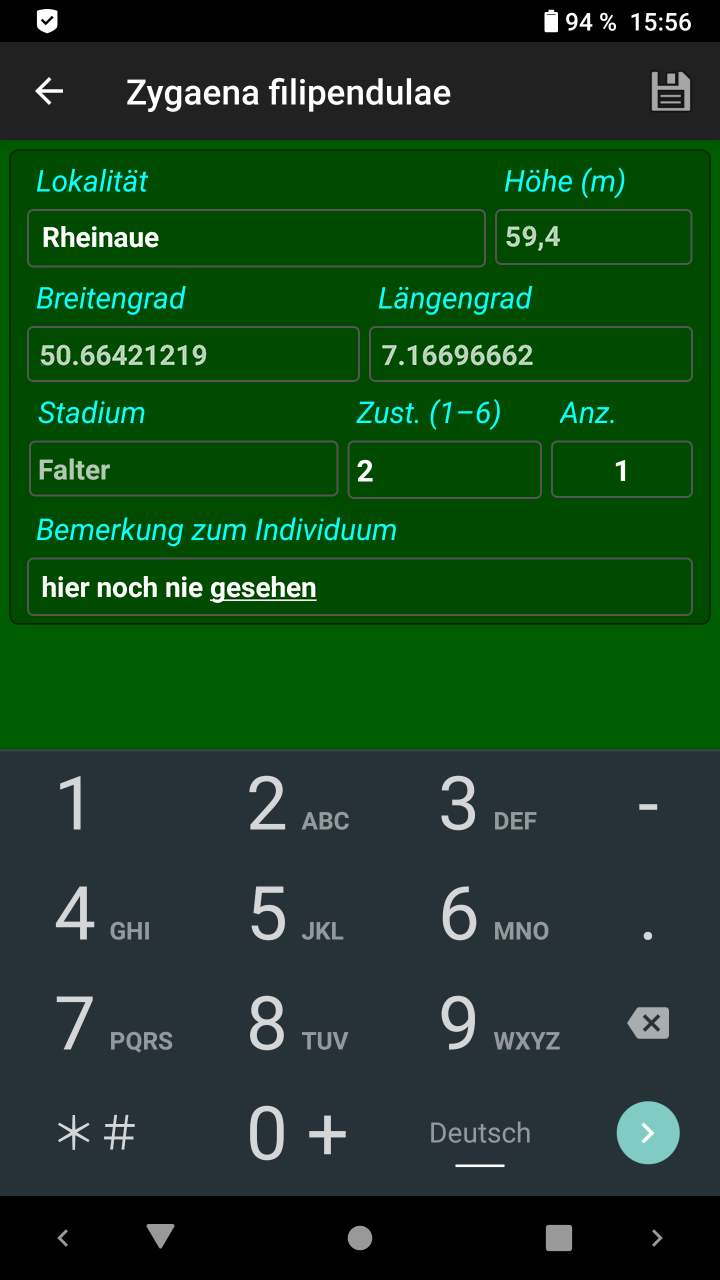 94 % 15:56
Zygaena filipendulae
Lokalität Höhe (m)
Rheinaue 59,4
Breitengrad Längengrad
50.66421219 7.16696662
Stadium Zust. (1–6) Anz.
Falter 2 1
Bemerkung zum Individuum
hier noch nie gesehen
1 2 ABC 3 DEF -
4 GHI 5 JKL 6 MNO .
7 PQRS 8 TUV 9 WXYZ
*# 0 + Deutsch